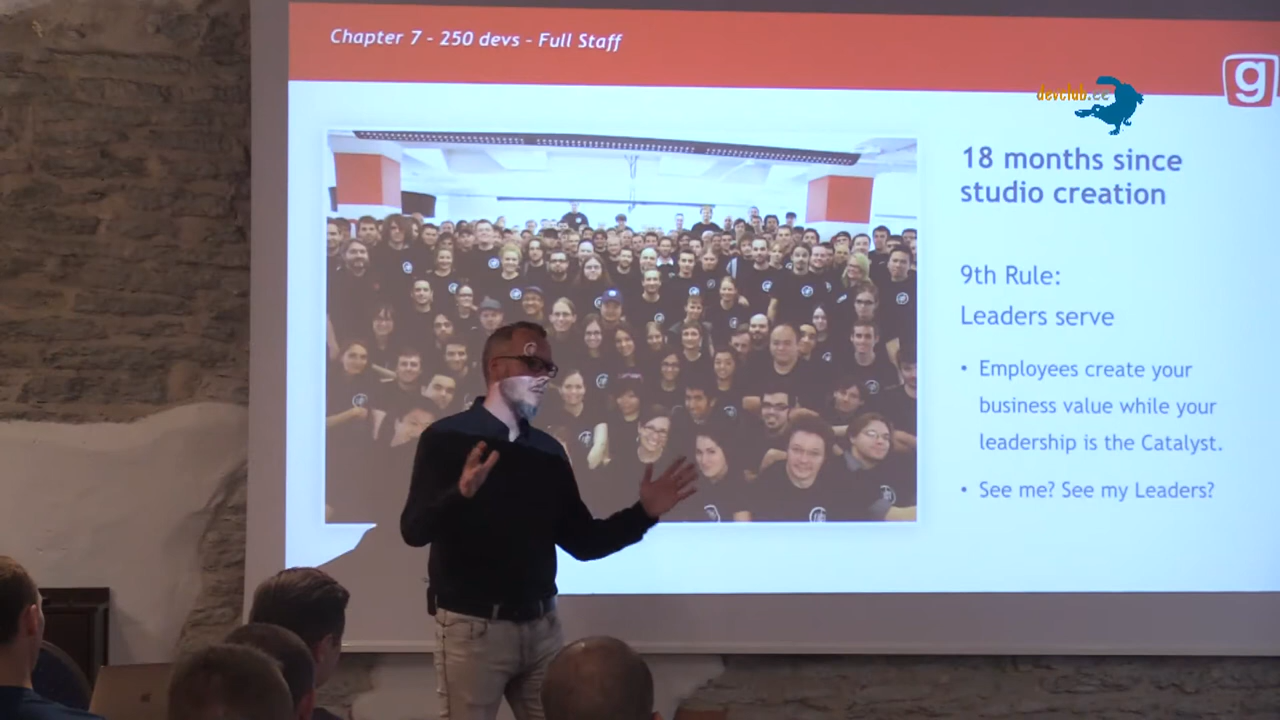 Chapter 7 - 250 devs - Full Staff
g
devclub.ee
18 months since
studio creation
9th Rule:
Leaders serve
• Employees create your
business value while your
leadership is the Catalyst.
• See me? See my Leaders?